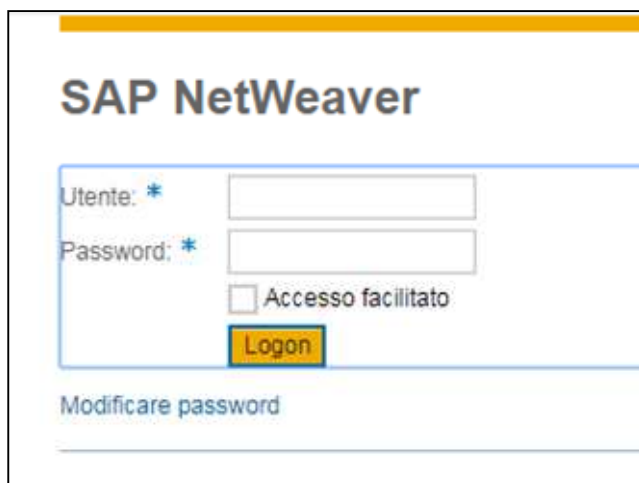 SAP NetWeaver
Utente: *
Password: *
Accesso facilitato
Logon
Modificare password